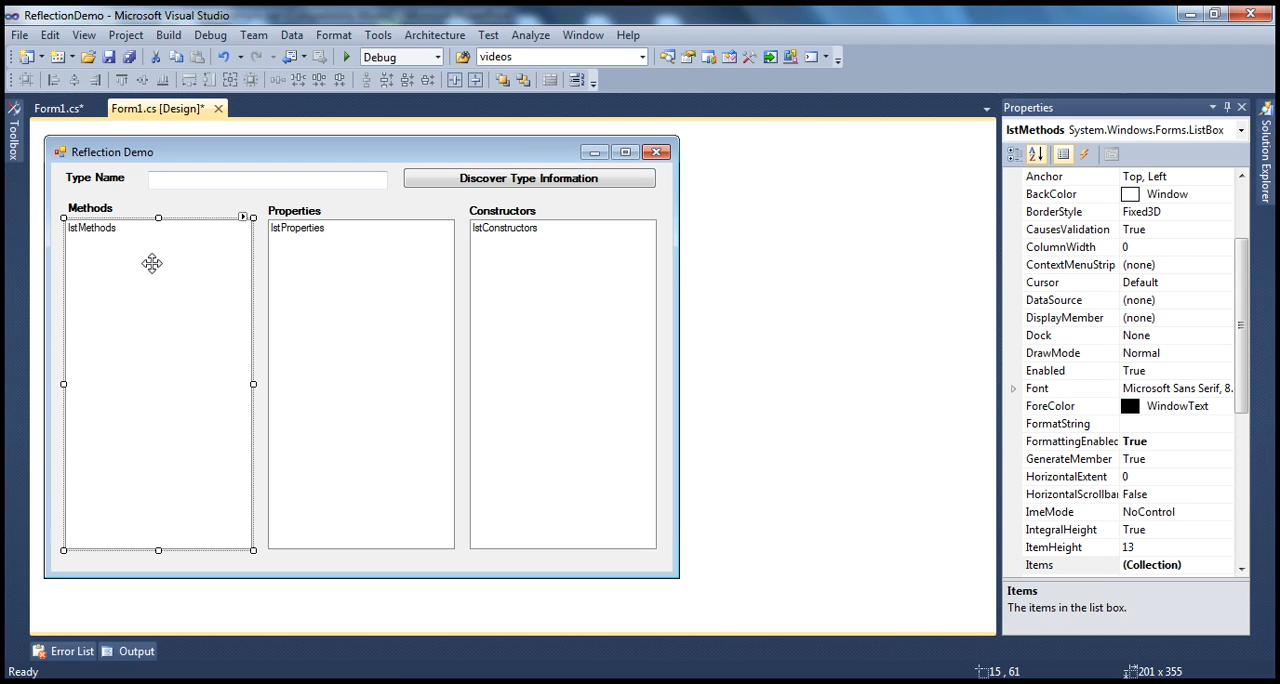 ReflectionDemo - Microsoft Visual Studio
File Edit View Project Build Debug Team Data Format Tools Architecture Test Analyze Window Help
Debug videos
Form1.cs* Form1.cs [Design]*
Toolbox
Reflection Demo
Type Name Discover Type Information
Methods Properties Constructors
lstMethods lstProperties lstConstructors
Properties
lstMethods System.Windows.Forms.ListBox
Anchor Top, Left
BackColor Window
BorderStyle Fixed3D
CausesValidation True
ColumnWidth 0
ContextMenuStrip (none)
Cursor Default
DataSource (none)
DisplayMember (none)
Dock None
DrawMode Normal
Enabled True
Font Microsoft Sans Serif, 8.
ForeColor WindowText
FormatString
FormattingEnabled True
GenerateMember True
HorizontalExtent 0
HorizontalScrollbar False
ImeMode NoControl
IntegralHeight True
ItemHeight 13
Items (Collection)
Items
The items in the list box.
Solution Explorer
Error List Output
Ready 15 , 61 201 x 355